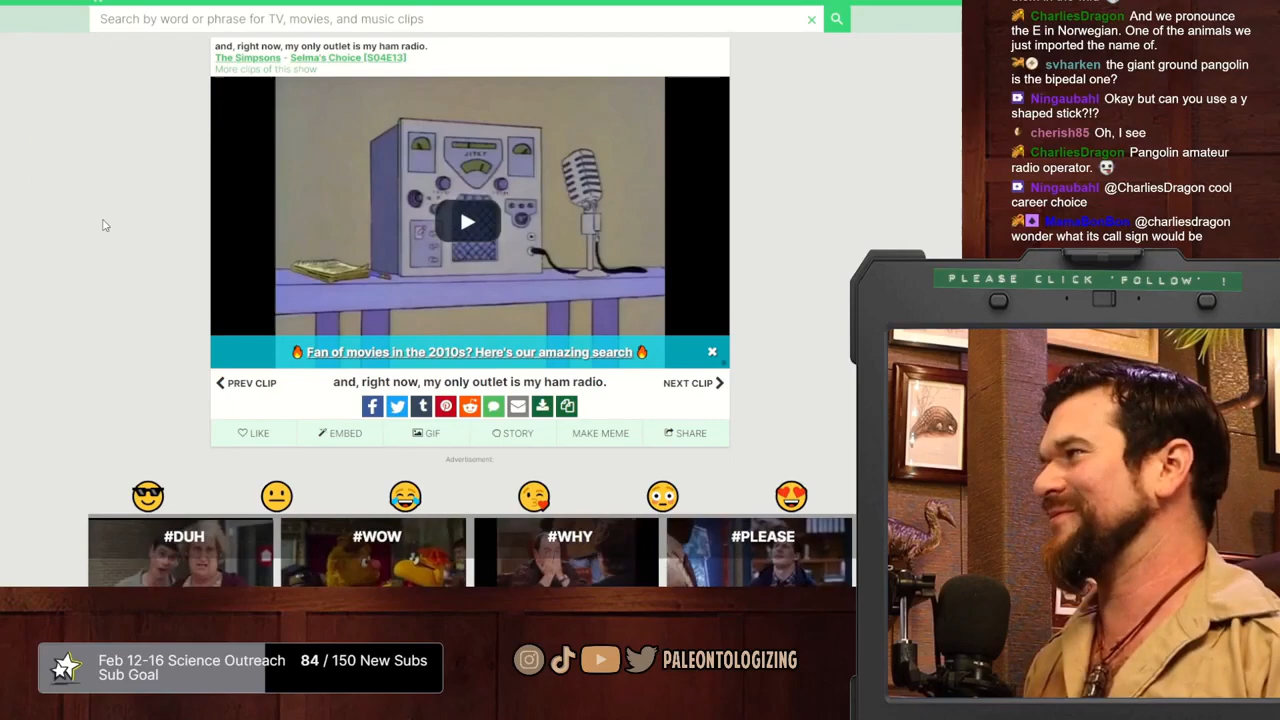 Search by word or phrase for TV, movies, and music clips
and, right now, my only outlet is my ham radio.
The Simpsons - Selma's Choice [S04E13]
More clips of this show
Fan of movies in the 2010s? Here's our amazing search
PREV CLIP
and, right now, my only outlet is my ham radio.
NEXT CLIP
LIKE
EMBED
GIF
STORY
MAKE MEME
SHARE
Advertisement:
#DUH
#WOW
#WHY
#PLEASE
CharliesDragon And we pronounce
the E in Norwegian. One of the animals we
just imported the name of.
svharken the giant ground pangolin
is the bipedal one?
Ningaubahl Okay but can you use a y
shaped stick?!?
cherish85 Oh, I see
CharliesDragon Pangolin amateur
radio operator.
Ningaubahl @CharliesDragon cool
career choice
@charliesdragon
wonder what its call sign would be
PLEASE CLICK 'FOLLOW' !
Feb 12-16 Science Outreach
Sub Goal
84 / 150 New Subs
PALEONTOLOGIZING